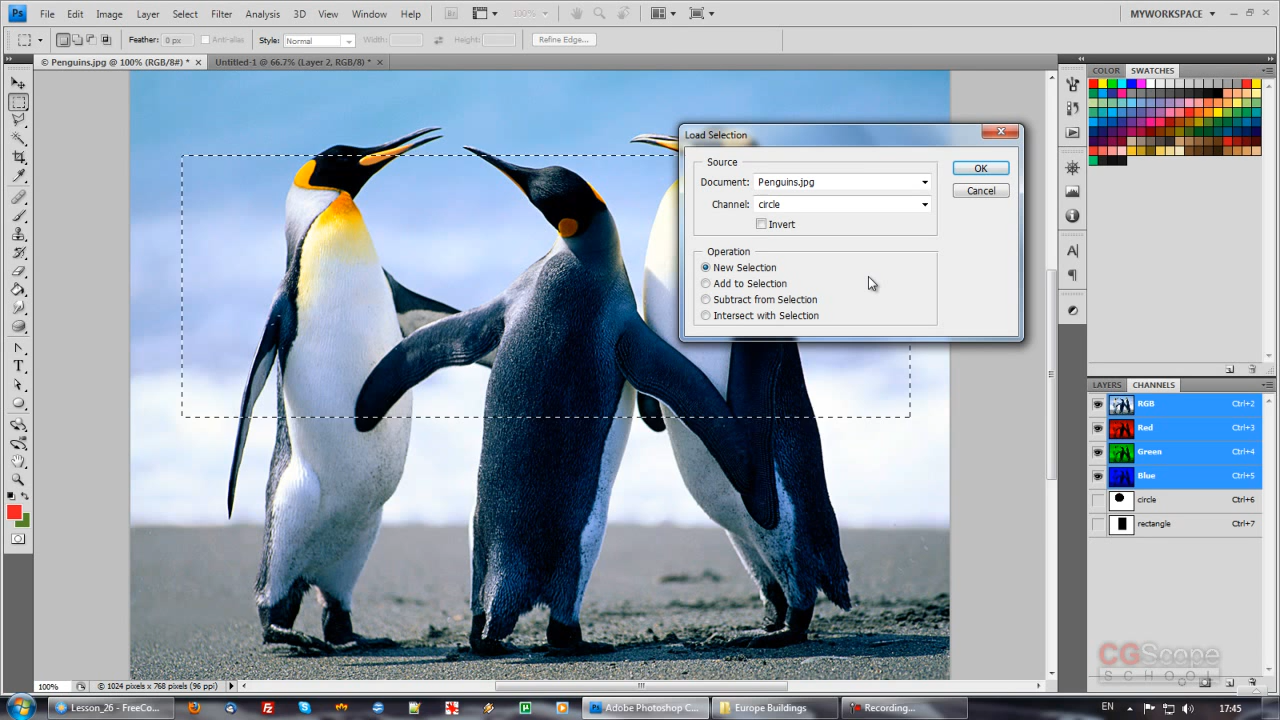 Ps File Edit Image Layer Select Filter Analysis 3D View Window Help Br 100% MYWORKSPACE
Feather: 0 px Anti-alias Style: Normal Width: Height: Refine Edge...
© Penguins.jpg @ 100% (RGB/8#) * x Untitled-1 @ 66.7% (Layer 2, RGB/8) * x
COLOR SWATCHES
Load Selection
Source
Document: Penguins.jpg
Channel: circle
Invert
OK
Cancel
Operation
New Selection
Add to Selection
Subtract from Selection
Intersect with Selection
LAYERS CHANNELS
RGB Ctrl+2
Red Ctrl+3
Green Ctrl+4
Blue Ctrl+5
circle Ctrl+6
rectangle Ctrl+7
CGScope
SCHOOL
100% © 1024 pixels x 768 pixels (96 ppi)
Lesson_26 - FreeCo... Adobe Photoshop C... Europe Buildings Recording... EN 17:45